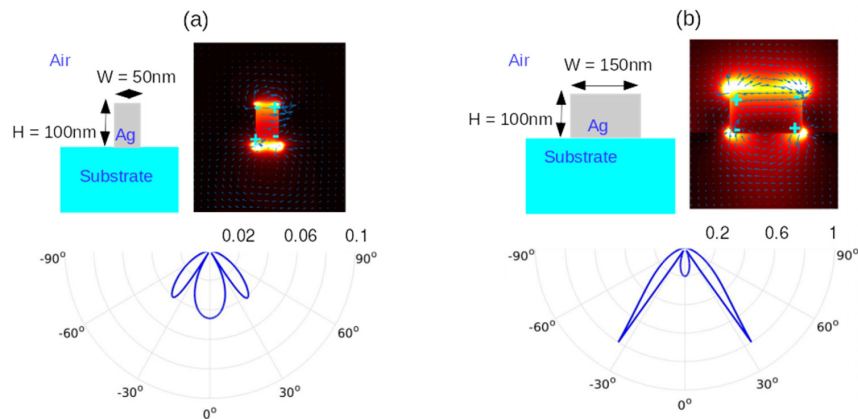 (a)
Air
W = 50nm
H = 100nm
Ag
Substrate
0.02 0.06 0.1
-90° 90°
-60° 60°
-30° 30°
0°
(b)
Air
W = 150nm
H = 100nm
Ag
Substrate
0.2 0.6 1
-90° 90°
-60° 60°
-30° 30°
0°